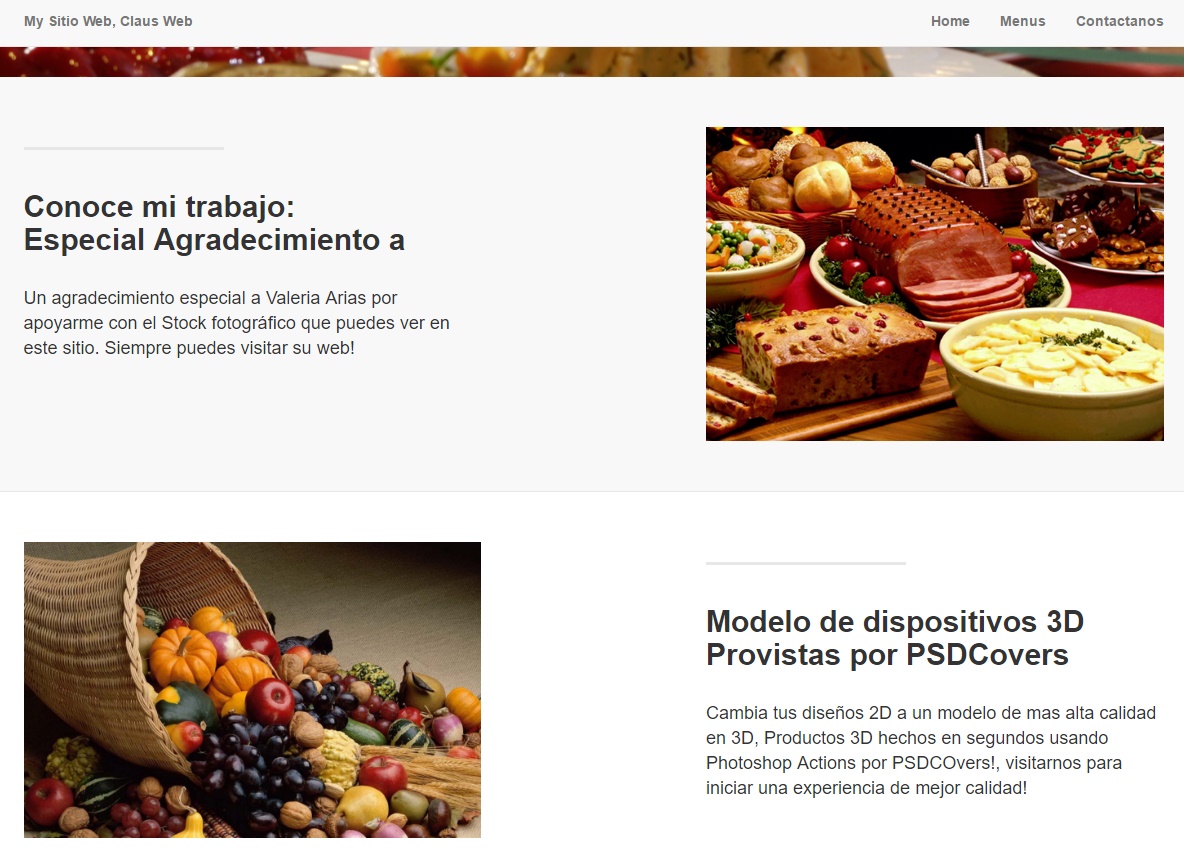 My Sitio Web, Claus Web
Home Menus Contactanos
Conoce mi trabajo:
Especial Agradecimiento a
Un agradecimiento especial a Valeria Arias por
apoyarme con el Stock fotográfico que puedes ver en
este sitio. Siempre puedes visitar su web!
Modelo de dispositivos 3D
Provistas por PSDCovers
Cambia tus diseños 2D a un modelo de mas alta calidad
en 3D, Productos 3D hechos en segundos usando
Photoshop Actions por PSDCOvers!, visitarnos para
iniciar una experiencia de mejor calidad!